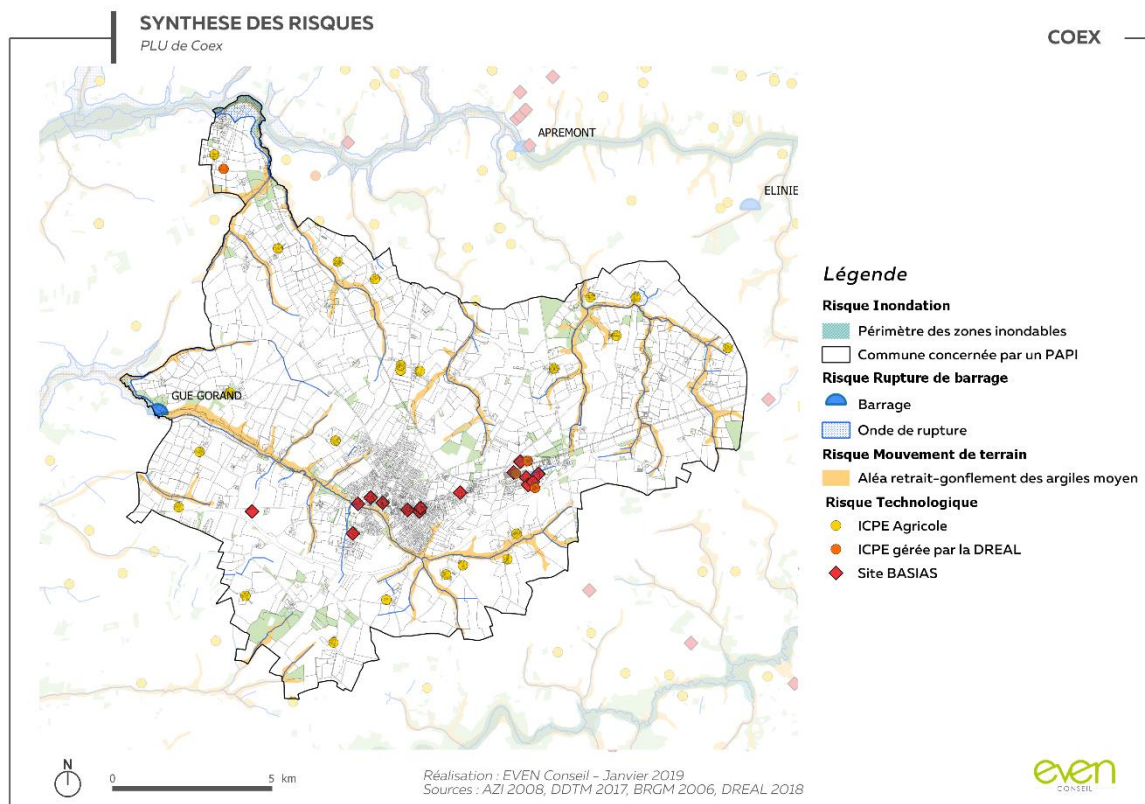 SYNTHESE DES RISQUES
PLU de Coex
COEX
APREMONT
ELINIE
GUE GORAND
Légende
Risque Inondation
Périmètre des zones inondables
Commune concernée par un PAPI
Risque Rupture de barrage
Barrage
Onde de rupture
Risque Mouvement de terrain
Aléa retrait-gonflement des argiles moyen
Risque Technologique
ICPE Agricole
ICPE gérée par la DREAL
Site BASIAS
N
0 5 km
Réalisation : EVEN Conseil - Janvier 2019
Sources : AZI 2008, DDTM 2017, BRGM 2006, DREAL 2018
even
CONSEIL